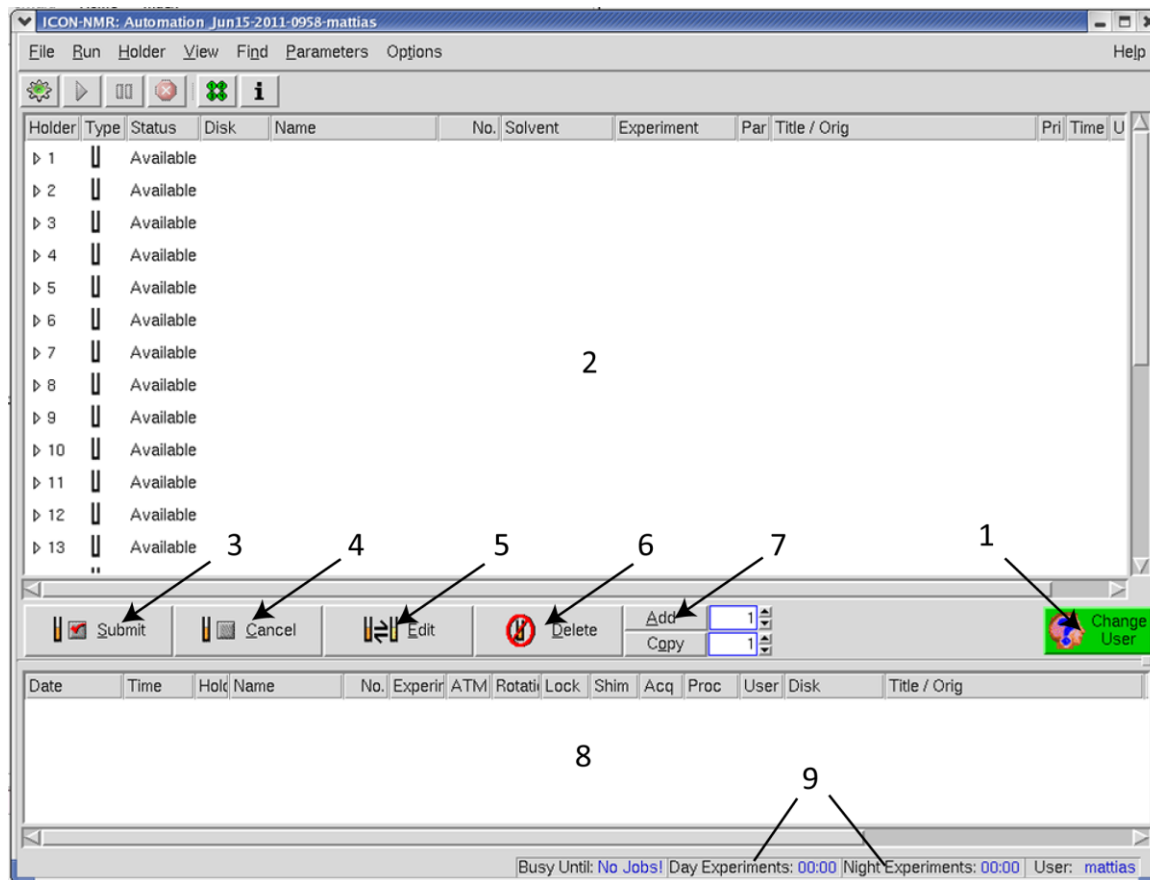 ICON-NMR: Automation Jun15-2011-0958-mattias
File Run Holder View Find Parameters Options Help
i
Holder Type Status Disk Name No. Solvent Experiment Par Title / Orig Pri Time U
1 Available
2 Available
3 Available
4 Available
5 Available
6 Available
7 Available
2
8 Available
9 Available
10 Available
11 Available
12 Available
13 Available
3 4 5 6 7 1
Submit Cancel Edit Delete Add 1 Change User
Copy 1
Date Time Hold Name No. Experir ATM Rotati Lock Shim Acq Proc User Disk Title / Orig
8
9
Busy Until: No Jobs! Day Experiments: 00:00 Night Experiments: 00:00 User: mattias